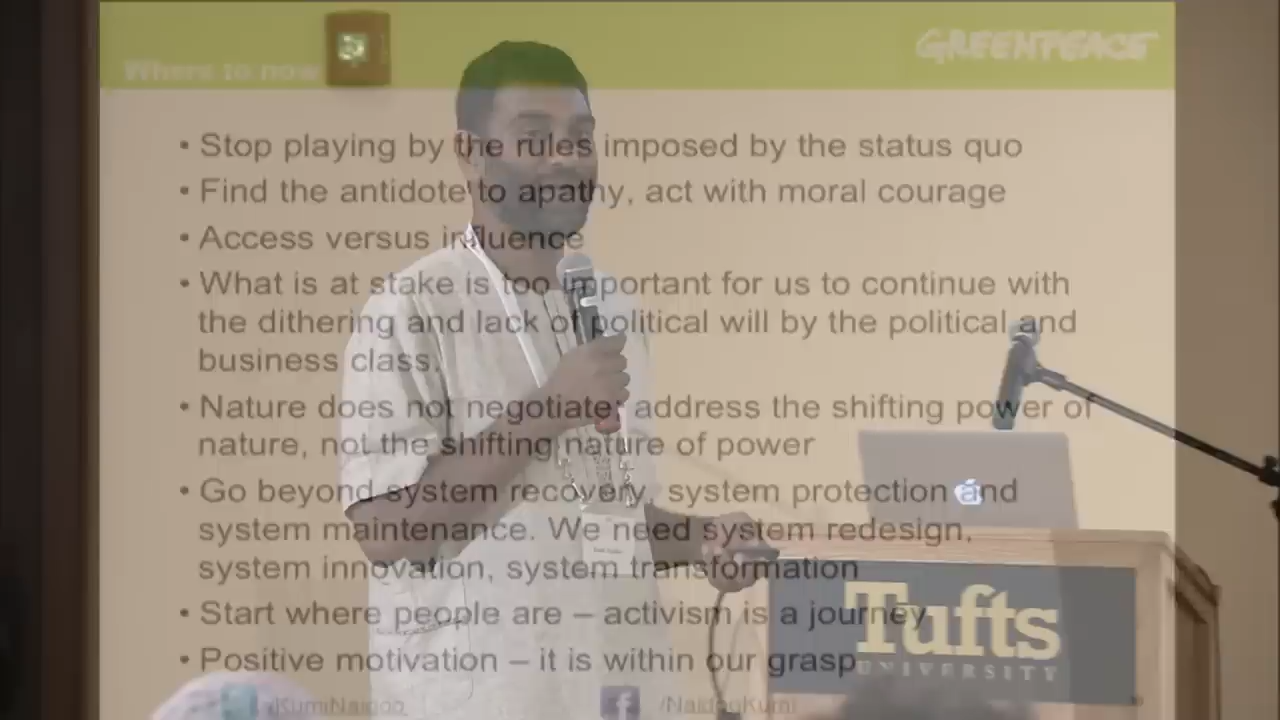 Where to now
GREENPEACE
• Stop playing by the rules imposed by the status quo
• Find the antidote to apathy, act with moral courage
• Access versus influence
• What is at stake is too important for us to continue with
the dithering and lack of political will by the political and
business class.
• Nature does not negotiate, address the shifting power of
nature, not the shifting nature of power
• Go beyond system recovery, system protection and
system maintenance. We need system redesign,
system innovation, system transformation
• Start where people are – activism is a journey
• Positive motivation – it is within our grasp
Tufts
UNIVERSITY
/KumiNaidoo
/NaidooKumi